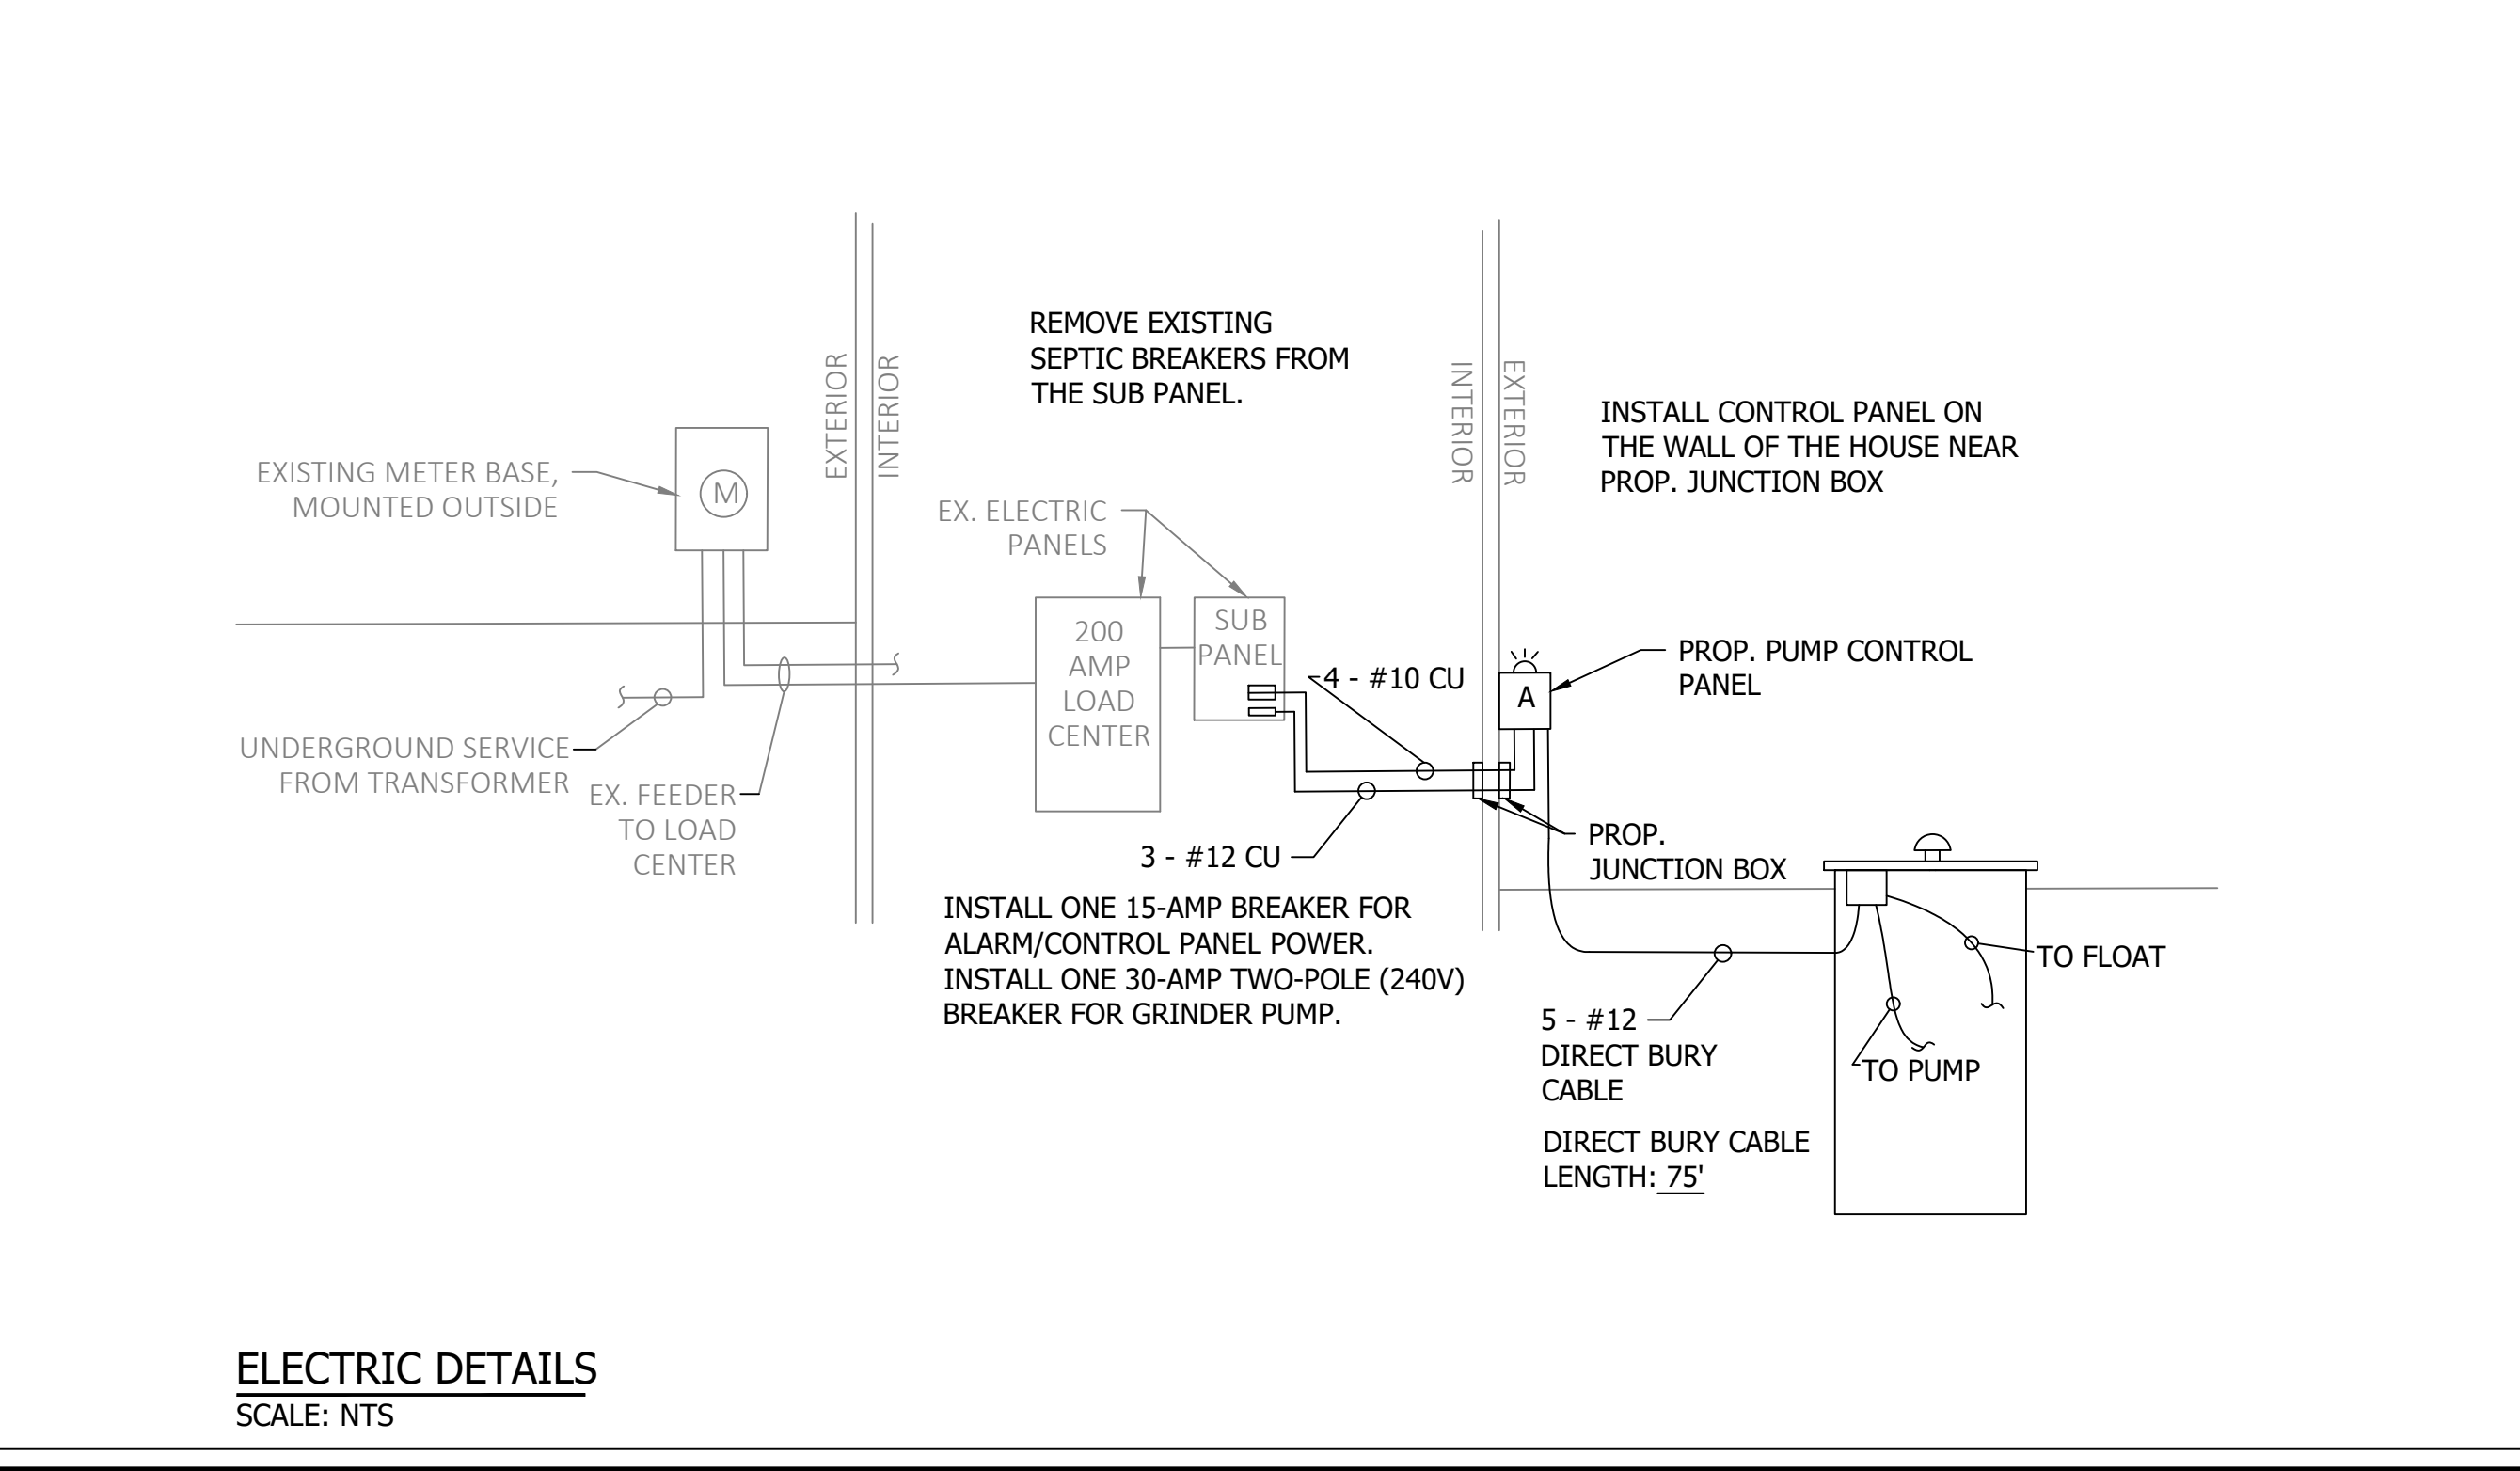 REMOVE EXISTING
SEPTIC BREAKERS FROM
THE SUB PANEL.
EXTERIOR
INTERIOR
INTERIOR
EXTERIOR
INSTALL CONTROL PANEL ON
THE WALL OF THE HOUSE NEAR
PROP. JUNCTION BOX
EXISTING METER BASE,
MOUNTED OUTSIDE
M
EX. ELECTRIC
PANELS
200
AMP
LOAD
CENTER
SUB
PANEL
4 - #10 CU
A
PROP. PUMP CONTROL
PANEL
UNDERGROUND SERVICE
FROM TRANSFORMER
EX. FEEDER
TO LOAD
CENTER
3 - #12 CU
PROP.
JUNCTION BOX
INSTALL ONE 15-AMP BREAKER FOR
ALARM/CONTROL PANEL POWER.
INSTALL ONE 30-AMP TWO-POLE (240V)
BREAKER FOR GRINDER PUMP.
TO FLOAT
TO PUMP
5 - #12
DIRECT BURY
CABLE
DIRECT BURY CABLE
LENGTH: 75'
ELECTRIC DETAILS
SCALE: NTS